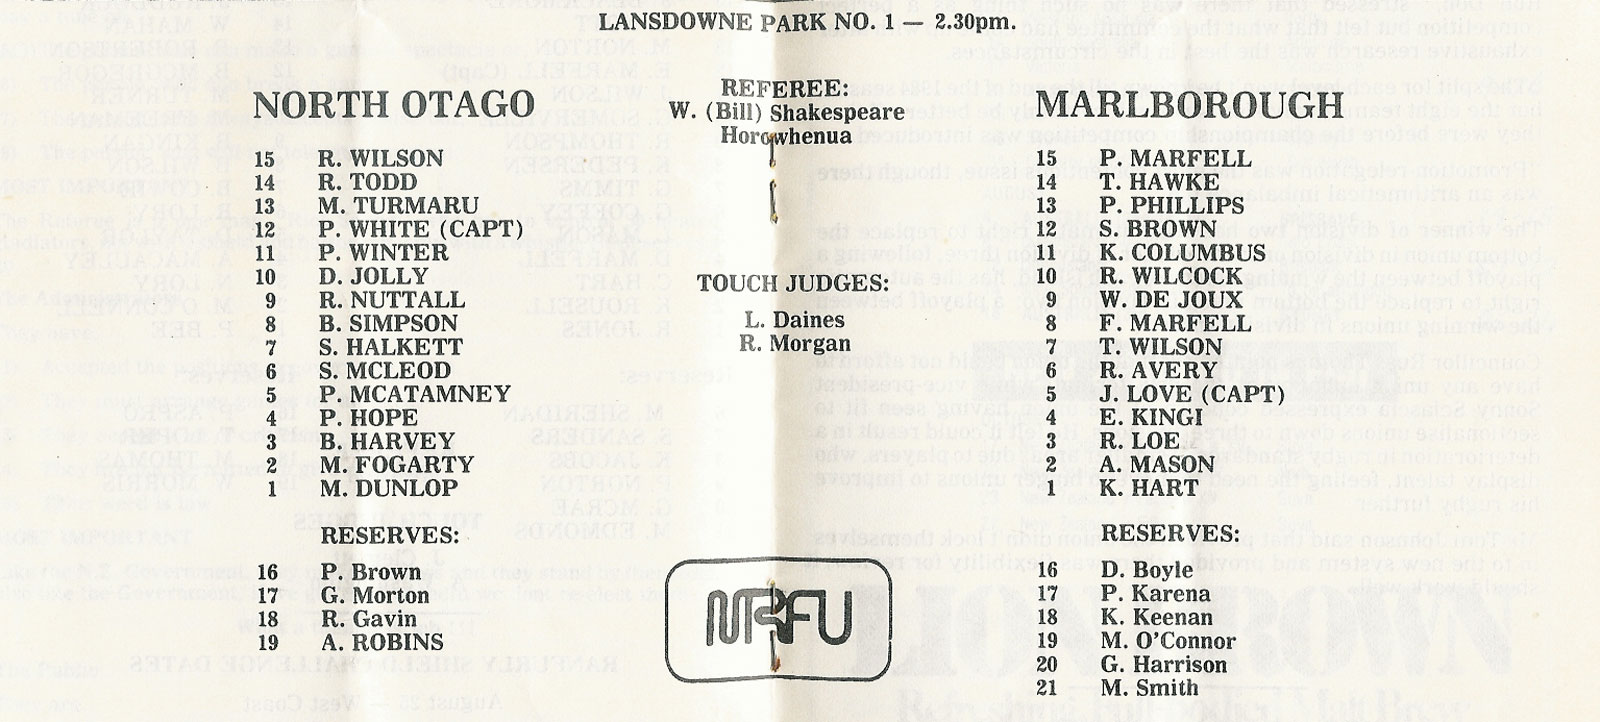 LANSDOWNE PARK NO. 1 — 2.30pm.
NORTH OTAGO
15 R. WILSON
14 R. TODD
13 M. TURMARU
12 P. WHITE (CAPT)
11 P. WINTER
10 D. JOLLY
9 R. NUTTALL
8 B. SIMPSON
7 S. HALKETT
6 S. MCLEOD
5 P. MCATAMNEY
4 P. HOPE
3 B. HARVEY
2 M. FOGARTY
1 M. DUNLOP
RESERVES:
16 P. Brown
17 G. Morton
18 R. Gavin
19 A. ROBINS
REFEREE:
W. (Bill) Shakespeare
Horowhenua
TOUCH JUDGES:
L. Daines
R. Morgan
MRFU
MARLBOROUGH
15 P. MARFELL
14 T. HAWKE
13 P. PHILLIPS
12 S. BROWN
11 K. COLUMBUS
10 R. WILCOCK
9 W. DE JOUX
8 F. MARFELL
7 T. WILSON
6 R. AVERY
5 J. LOVE (CAPT)
4 E. KINGI
3 R. LOE
2 A. MASON
1 K. HART
RESERVES:
16 D. Boyle
17 P. Karena
18 K. Keenan
19 M. O'Connor
20 G. Harrison
21 M. Smith